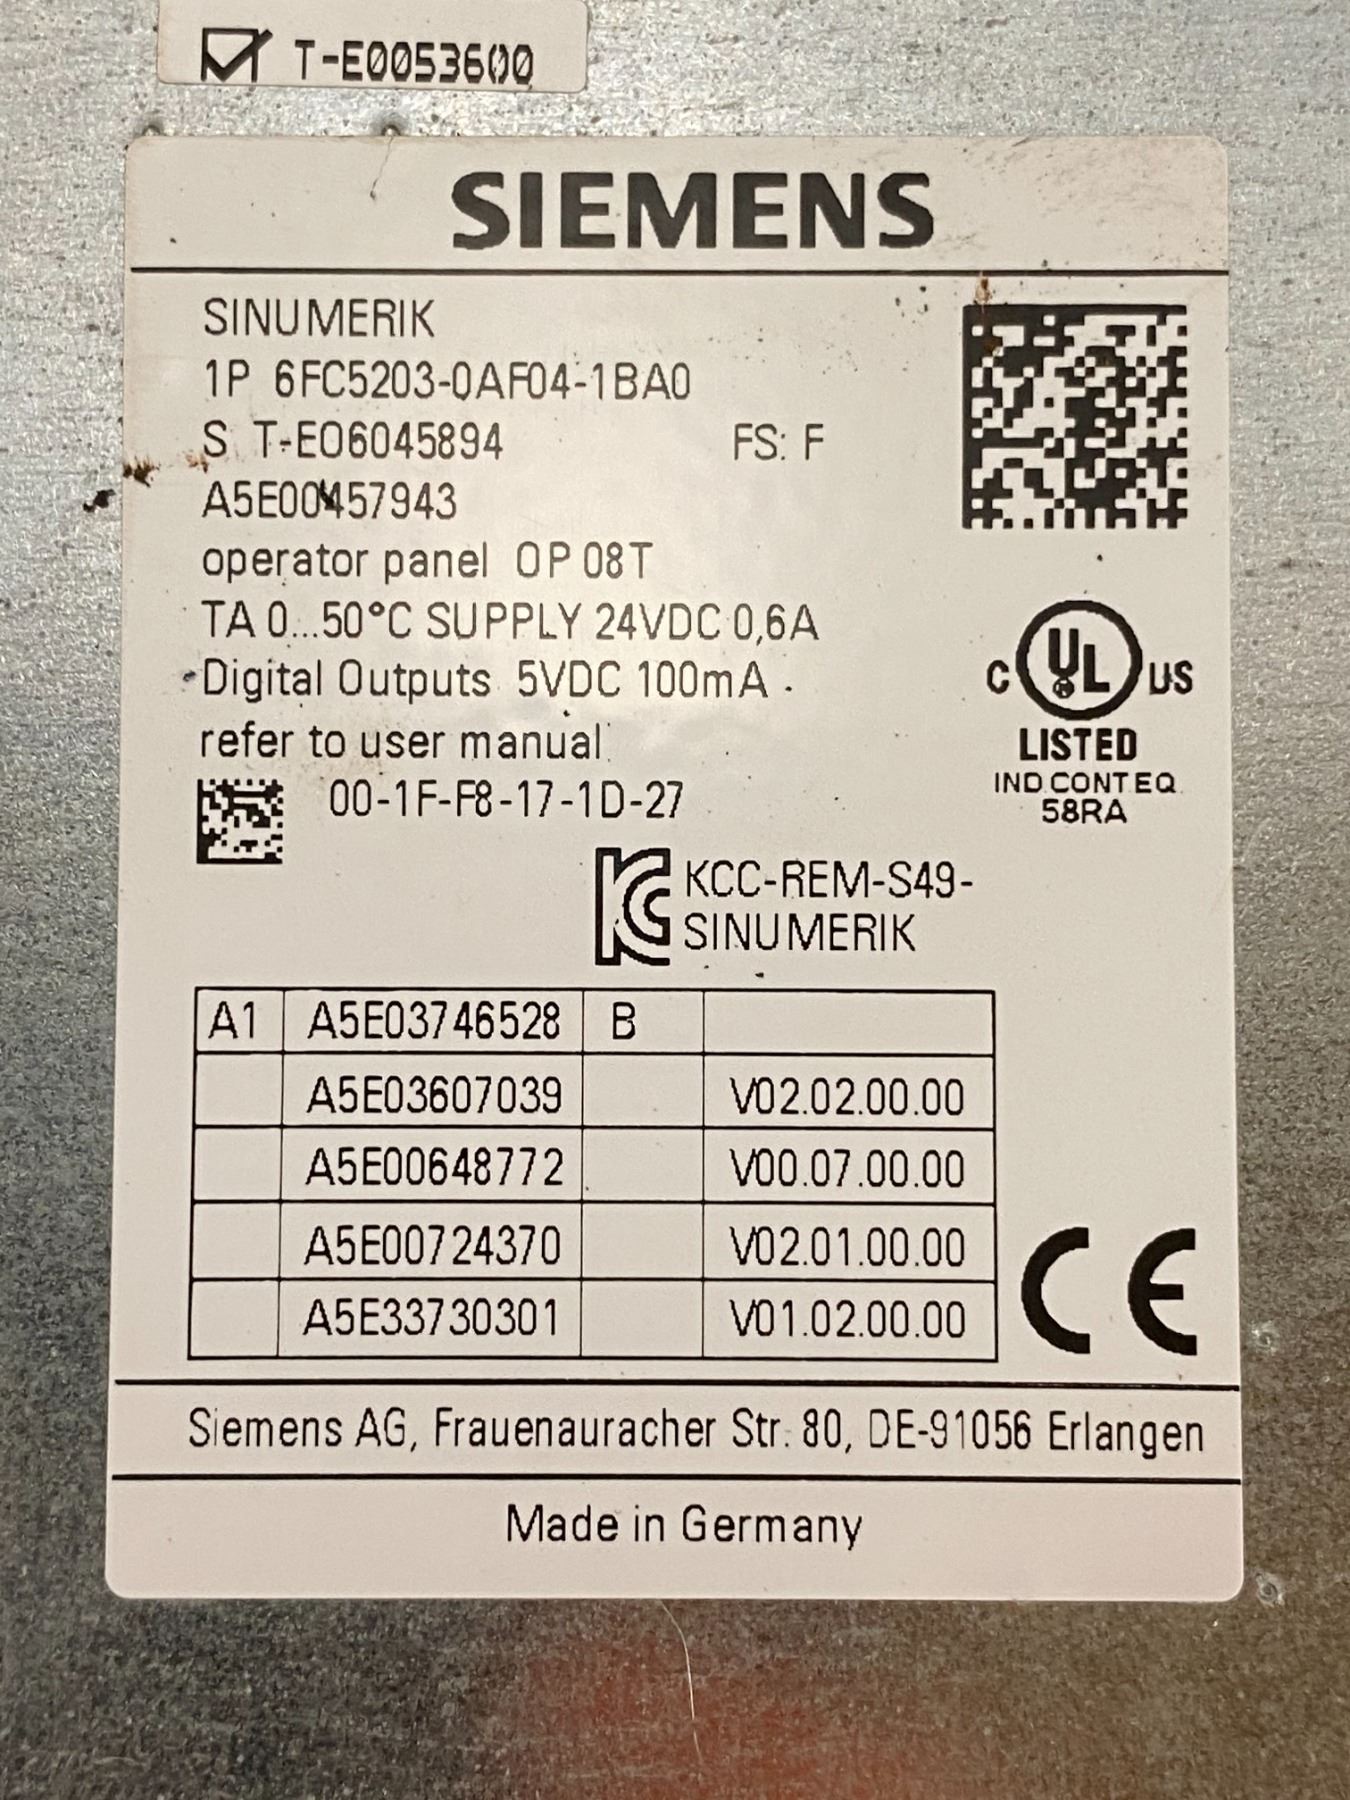 T-E0053600
SIEMENS
SINUMERIK
1P 6FC5203-0AF04-1BA0
S T-E06045894 FS: F
A5E00457943
operator panel OP 08T
TA 0...50°C SUPPLY 24VDC 0,6A
Digital Outputs 5VDC 100mA
refer to user manual
00-1F-F8-17-1D-27
C UL US
LISTED
IND.CONT.EQ.
58RA
KCC-REM-S49-
SINUMERIK
A1 A5E03746528 B
A5E03607039 V02.02.00.00
A5E00648772 V00.07.00.00
A5E00724370 V02.01.00.00
A5E33730301 V01.02.00.00
CE
Siemens AG, Frauenauracher Str. 80, DE-91056 Erlangen
Made in Germany